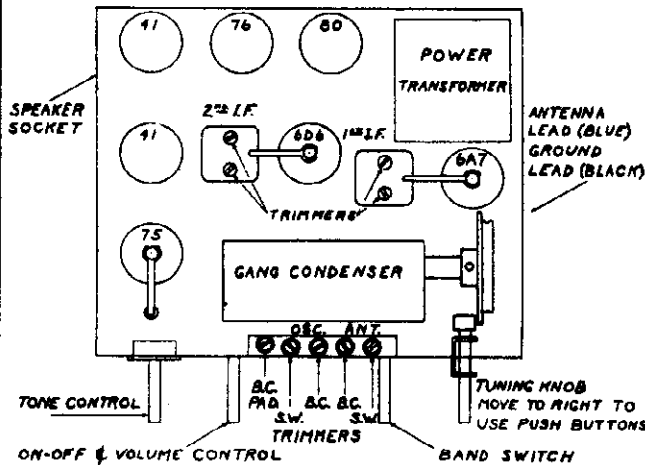 41
76
80
POWER
TRANSFORMER
SPEAKER
SOCKET
2ND I.F.
41
6D6
1ST I.F.
6A7
ANTENNA
LEAD (BLUE)
GROUND
LEAD (BLACK)
TRIMMERS
75
GANG CONDENSER
OSC. ANT.
B.C.
PAD.
S.W.
B.C.
B.C.
S.W.
TRIMMERS
TONE CONTROL
TUNING KNOB
MOVE TO RIGHT TO
USE PUSH BUTTONS
ON-OFF & VOLUME CONTROL
BAND SWITCH